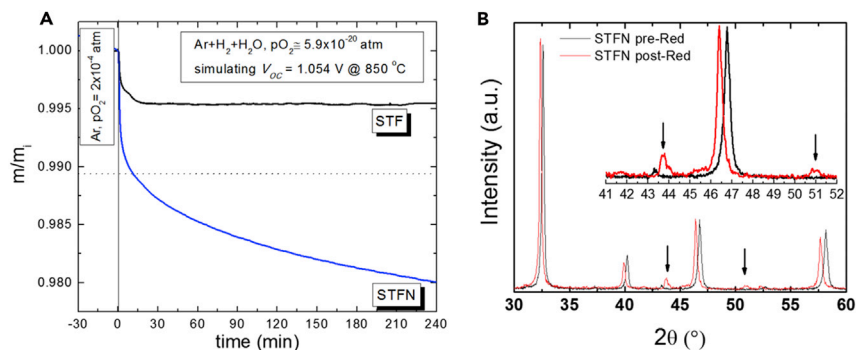 A
Ar+H₂+H₂O, pO₂≅ 5.9x10⁻²⁰ atm
simulating V_OC = 1.054 V @ 850 °C
Ar, pO₂= 2x10⁻⁴ atm
STF
STFN
m/mᵢ
1.000
0.995
0.990
0.985
0.980
-30 0 30 60 90 120 150 180 210 240
time (min)
B
STFN pre-Red
STFN post-Red
Intensity (a.u.)
41 42 43 44 45 46 47 48 49 50 51 52
30 35 40 45 50 55 60
2θ (°)